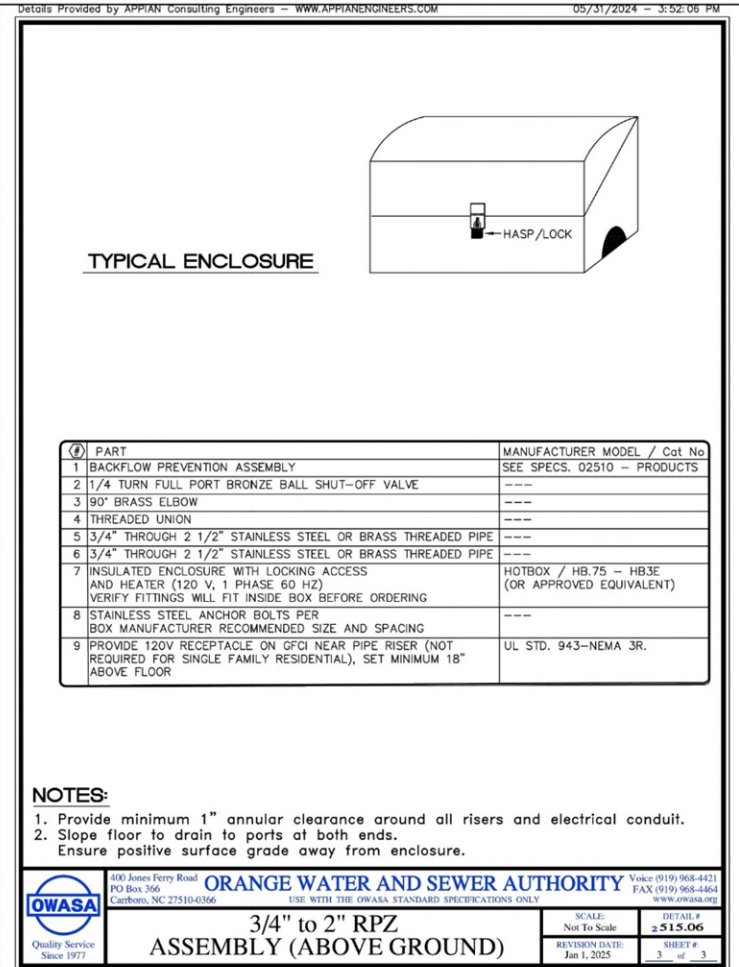 Details Provided by APPIAN Consulting Engineers – WWW.APPIANENGINEERS.COM 05/31/2024 – 3:52:06 PM
HASP/LOCK
TYPICAL ENCLOSURE
# PART MANUFACTURER MODEL / Cat No
1 BACKFLOW PREVENTION ASSEMBLY SEE SPECS. 02510 – PRODUCTS
2 1/4 TURN FULL PORT BRONZE BALL SHUT–OFF VALVE –––
3 90° BRASS ELBOW –––
4 THREADED UNION –––
5 3/4" THROUGH 2 1/2" STAINLESS STEEL OR BRASS THREADED PIPE –––
6 3/4" THROUGH 2 1/2" STAINLESS STEEL OR BRASS THREADED PIPE –––
7 INSULATED ENCLOSURE WITH LOCKING ACCESS HOTBOX / HB.75 – HB3E
AND HEATER (120 V, 1 PHASE 60 HZ) (OR APPROVED EQUIVALENT)
VERIFY FITTINGS WILL FIT INSIDE BOX BEFORE ORDERING
8 STAINLESS STEEL ANCHOR BOLTS PER –––
BOX MANUFACTURER RECOMMENDED SIZE AND SPACING
9 PROVIDE 120V RECEPTACLE ON GFCI NEAR PIPE RISER (NOT UL STD. 943–NEMA 3R.
REQUIRED FOR SINGLE FAMILY RESIDENTIAL), SET MINIMUM 18"
ABOVE FLOOR
NOTES:
1. Provide minimum 1" annular clearance around all risers and electrical conduit.
2. Slope floor to drain to ports at both ends.
Ensure positive surface grade away from enclosure.
OWASA
Quality Service
Since 1977
400 Jones Ferry Road
PO Box 366
Carrboro, NC 27510-0366
ORANGE WATER AND SEWER AUTHORITY
USE WITH THE OWASA STANDARD SPECIFICATIONS ONLY
Voice (919) 968-4421
FAX (919) 968-4464
www.owasa.org
3/4" to 2" RPZ
ASSEMBLY (ABOVE GROUND)
SCALE:
Not To Scale
DETAIL #
2515.06
REVISION DATE:
Jan 1, 2025
SHEET #:
3 of 3